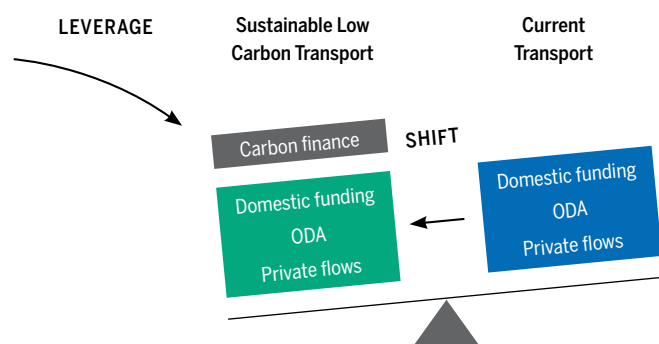 LEVERAGE
Sustainable Low
Carbon Transport
Current
Transport
Carbon finance
SHIFT
Domestic funding
ODA
Private flows
Domestic funding
ODA
Private flows